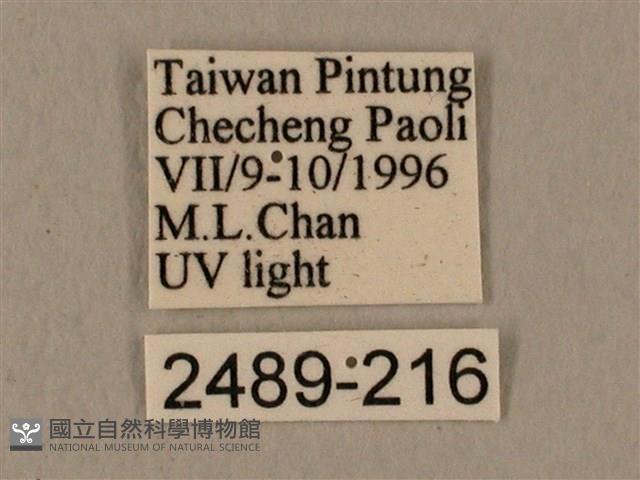 Taiwan Pintung
Checheng Paoli
VII/9-10/1996
M.L.Chan
UV light
2489-216
國立自然科學博物館
NATIONAL MUSEUM OF NATURAL SCIENCE